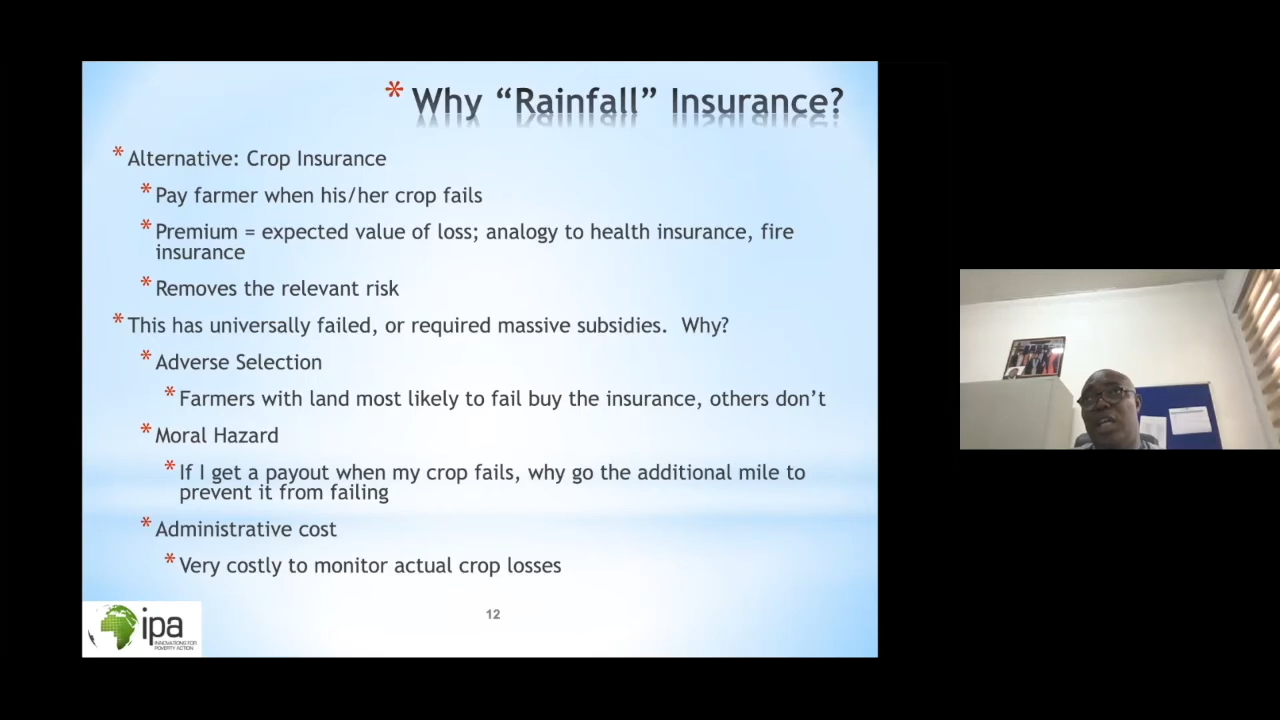 * Why “Rainfall” Insurance?
* Alternative: Crop Insurance
* Pay farmer when his/her crop fails
* Premium = expected value of loss; analogy to health insurance, fire
insurance
* Removes the relevant risk
* This has universally failed, or required massive subsidies.  Why?
* Adverse Selection
* Farmers with land most likely to fail buy the insurance, others don’t
* Moral Hazard
* If I get a payout when my crop fails, why go the additional mile to
prevent it from failing
* Administrative cost
* Very costly to monitor actual crop losses
12
ipa
INNOVATIONS FOR
POVERTY ACTION